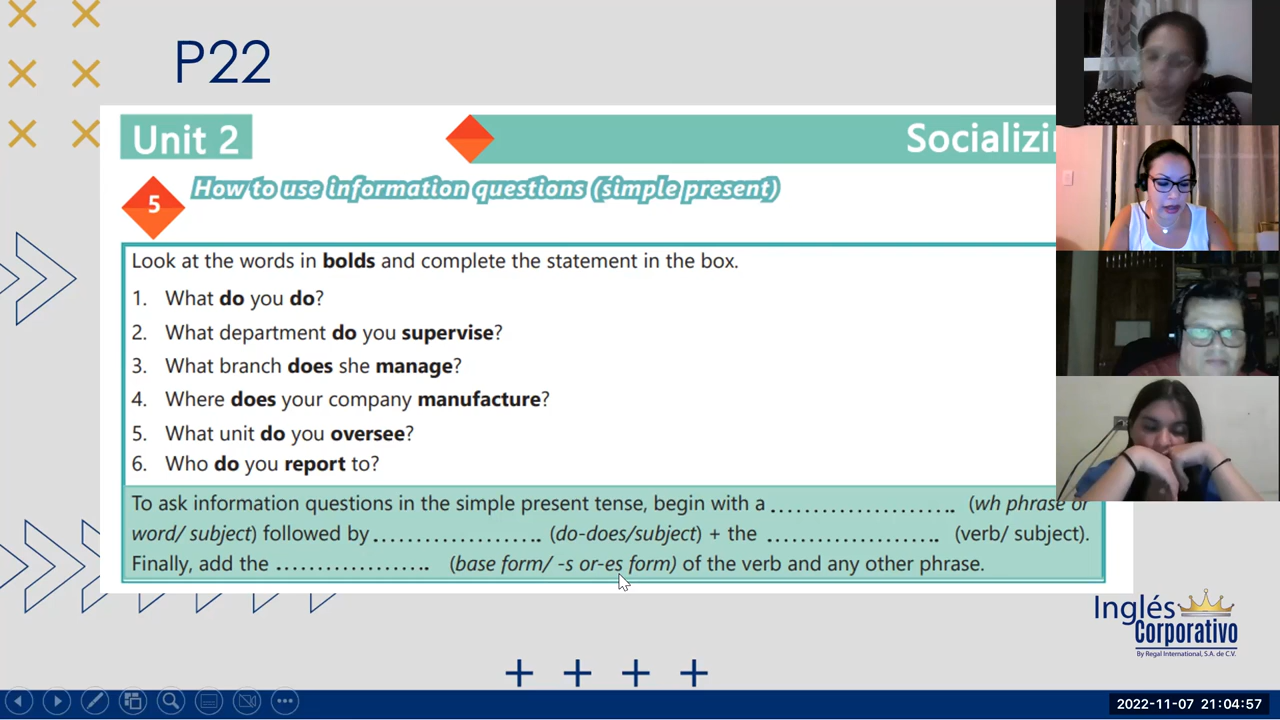 P22
Unit 2
Socializi
5
How to use information questions (simple present)
Look at the words in bolds and complete the statement in the box.
1. What do you do?
2. What department do you supervise?
3. What branch does she manage?
4. Where does your company manufacture?
5. What unit do you oversee?
6. Who do you report to?
To ask information questions in the simple present tense, begin with a ...................... (wh phrase or
word/ subject) followed by .................... (do-does/subject) + the .................... (verb/ subject).
Finally, add the .................. (base form/ -s or-es form) of the verb and any other phrase.
Inglés
Corporativo
By Regal International, S.A. de C.V.
2022-11-07 21:04:57